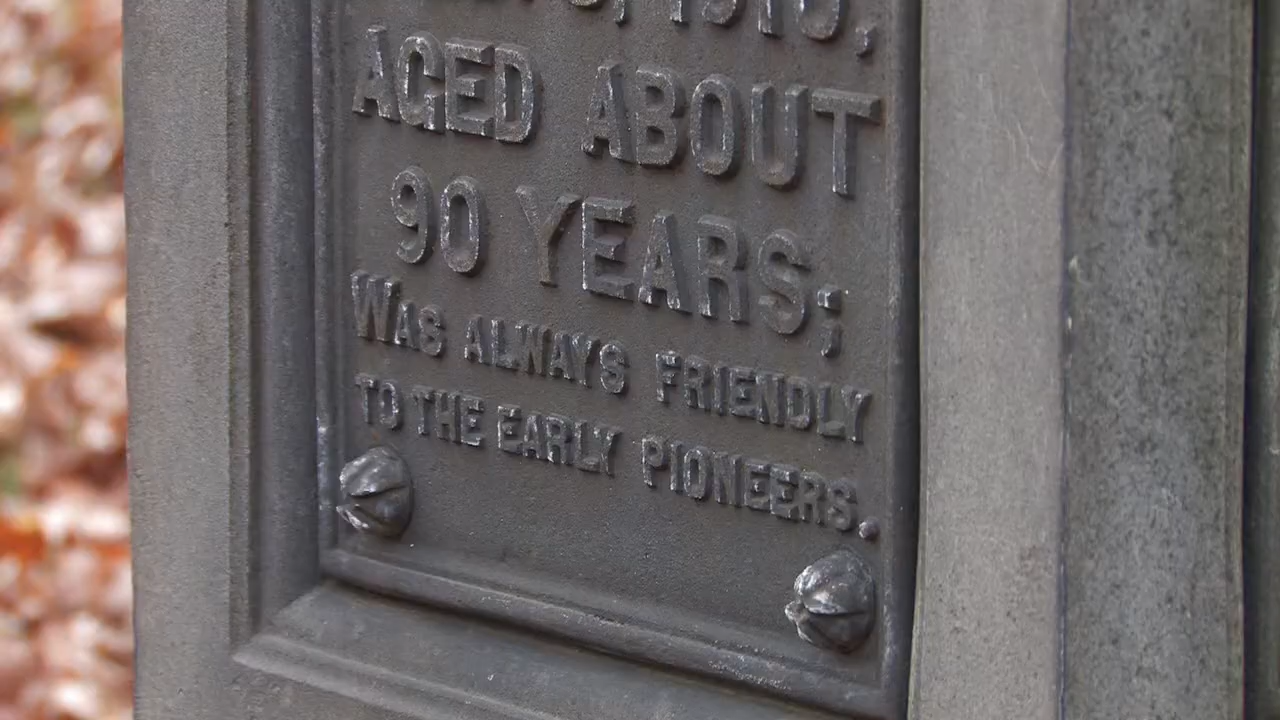 AGED ABOUT
90 YEARS;
WAS ALWAYS FRIENDLY
TO THE EARLY PIONEERS.